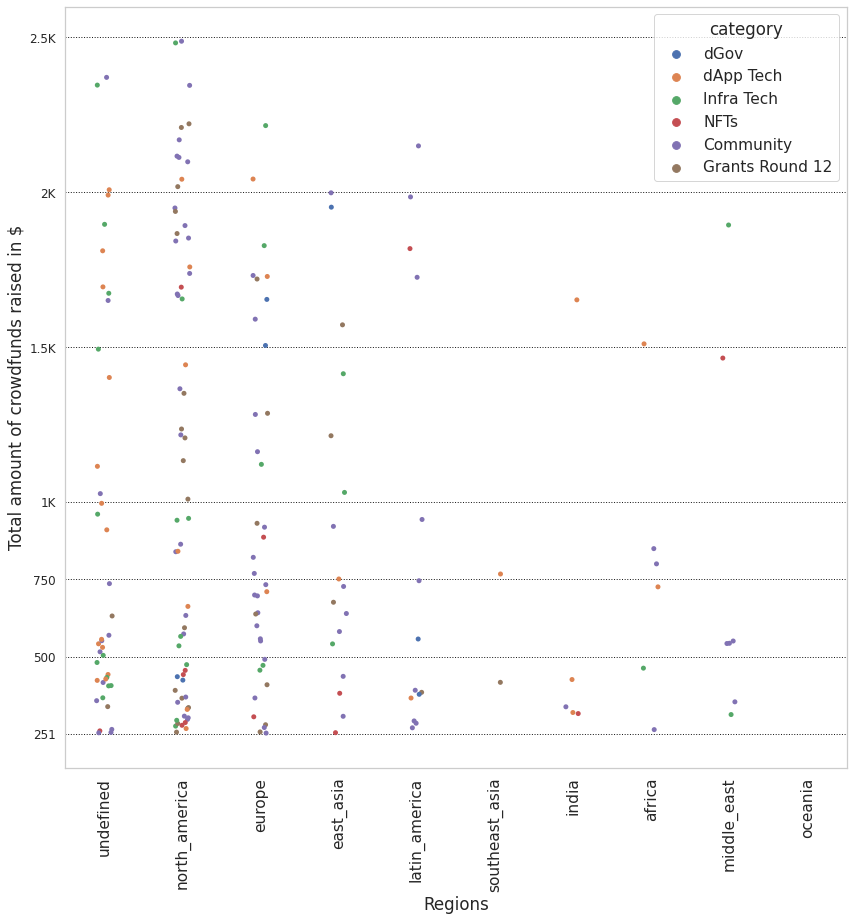 category
dGov
dApp Tech
Infra Tech
NFTs
Community
Grants Round 12
Total amount of crowdfunds raised in $
2.5K
2K
1.5K
1K
750
500
251
undefined
north_america
europe
east_asia
latin_america
southeast_asia
india
africa
middle_east
oceania
Regions